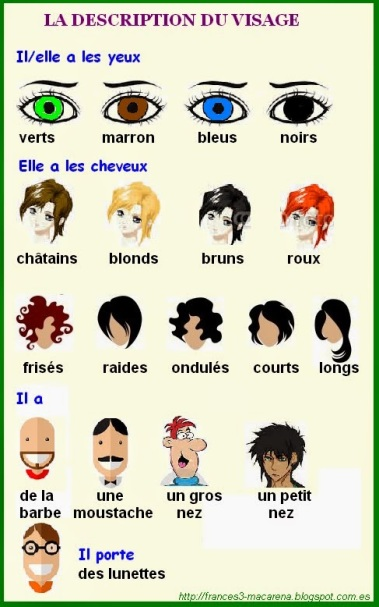 LA DESCRIPTION DU VISAGE
Il/elle a les yeux
verts marron bleus noirs
Elle a les cheveux
châtains blonds bruns roux
frisés raides ondulés courts longs
Il a
de la une un gros un petit
barbe moustache nez nez
Il porte
des lunettes
http://frances3-macarena.blogspot.com.es